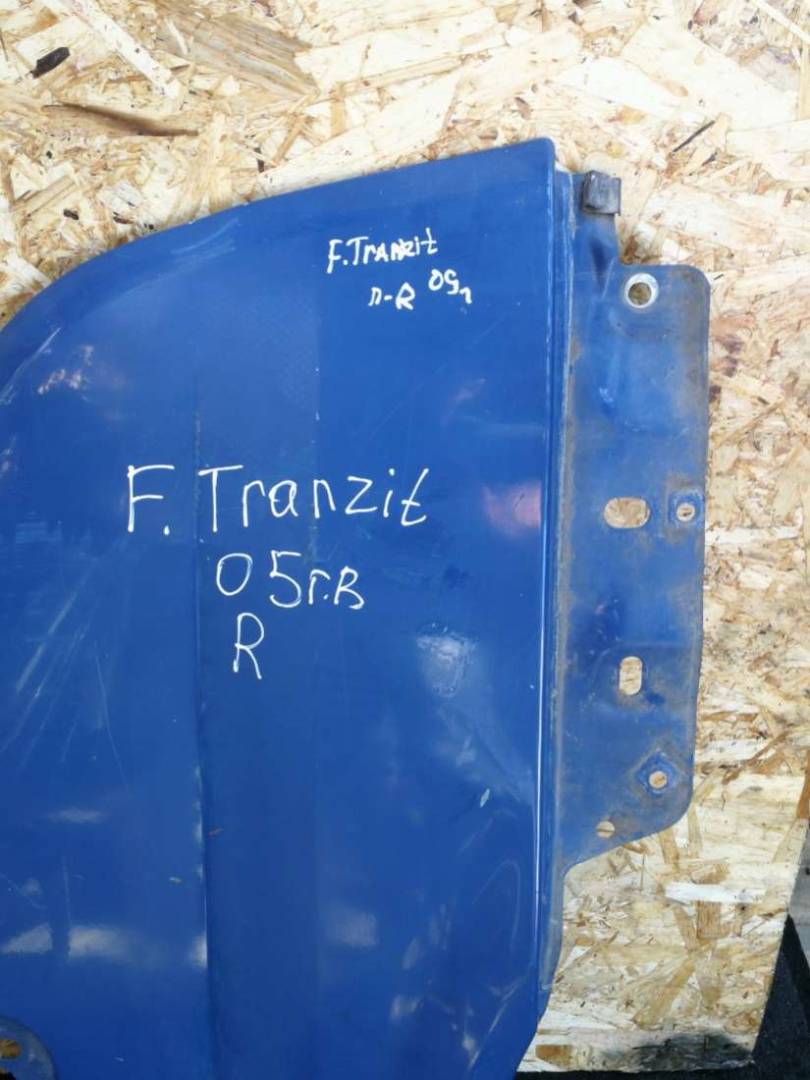 F.Tranzit
п-R 05г
F.Tranzit
05г.в
R